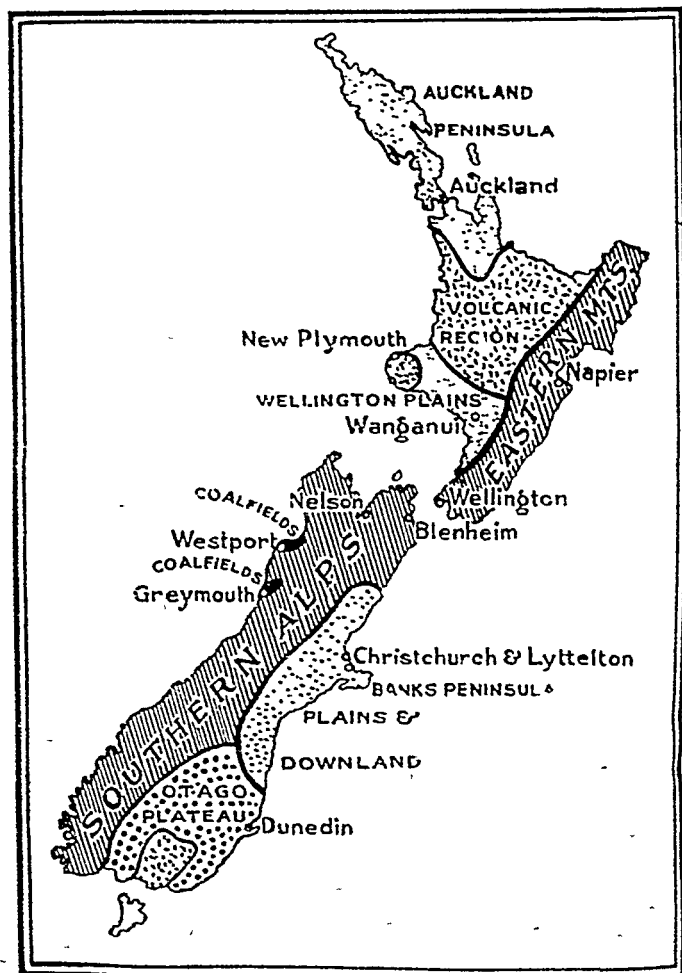 AUCKLAND
PENINSULA
Auckland
VOLCANIC
REGION
New Plymouth
EASTERN MTS
Napier
WELLINGTON PLAINS
Wanganui
COALFIELDS
Nelson
Wellington
Westport
Blenheim
COALFIELDS
Greymouth
SOUTHERN ALPS
Christchurch & Lyttelton
BANKS PENINSULA
PLAINS &
DOWNLAND
OTAGO
PLATEAU
Dunedin